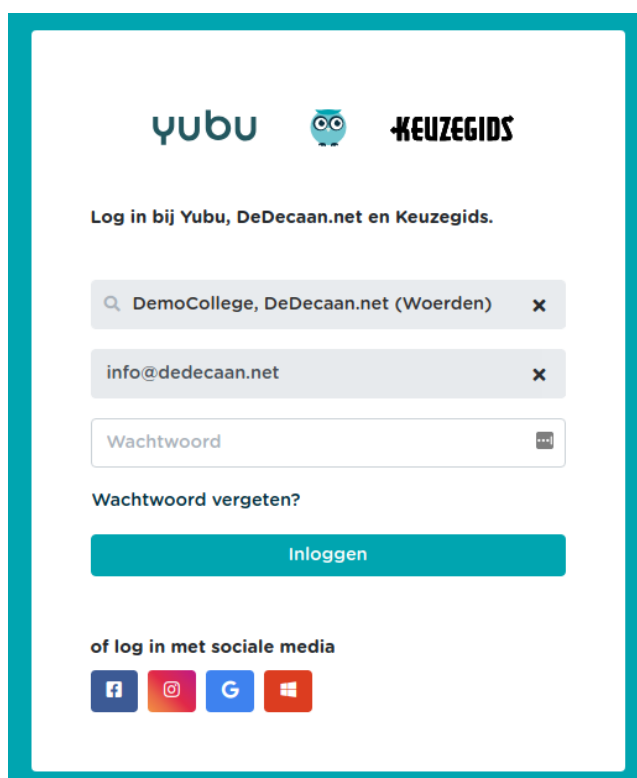 yubu KEUZEGIDS
Log in bij Yubu, DeDecaan.net en Keuzegids.
DemoCollege, DeDecaan.net (Woerden)
info@dedecaan.net
Wachtwoord
Wachtwoord vergeten?
Inloggen
of log in met sociale media